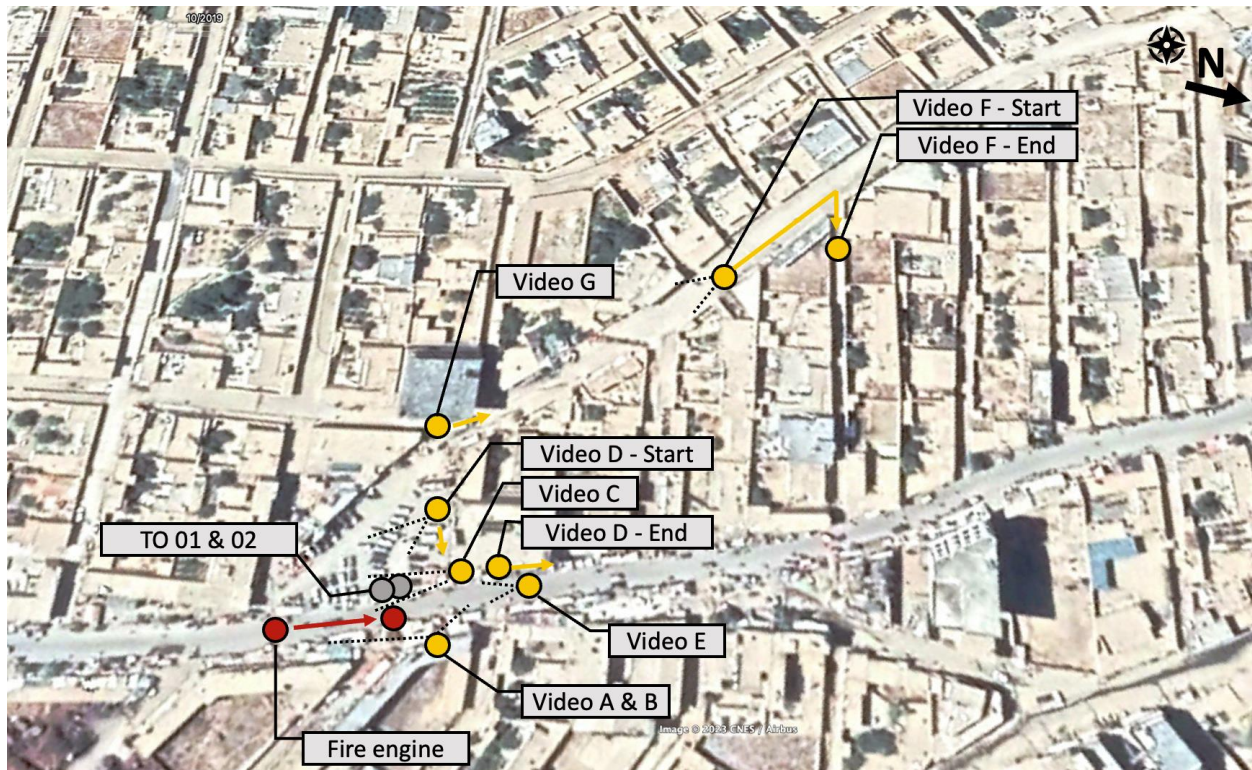 10/2019
N
Video F - Start
Video F - End
Video G
Video D - Start
Video C
Video D - End
TO 01 & 02
Video E
Video A & B
Image © 2023 CNES / Airbus
Fire engine